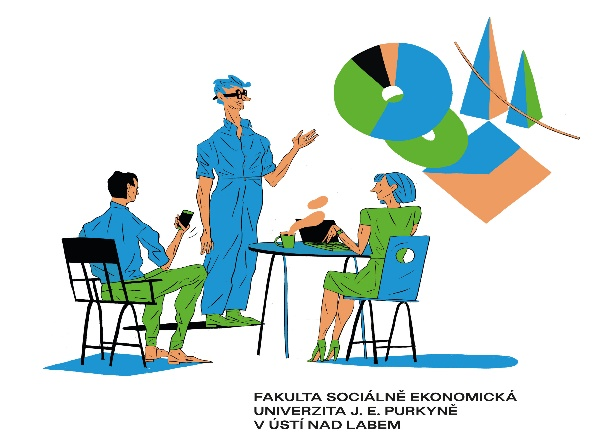 FAKULTA SOCIÁLNĚ EKONOMICKÁ
UNIVERZITA J. E. PURKYNĚ
V ÚSTÍ NAD LABEM